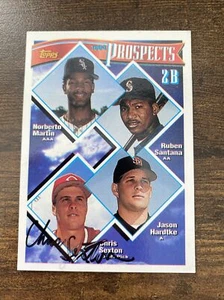 Topps
PROSPECTS
2B
Norberto Martin
AAA
Ruben Santana
AA
Jason Hardtke
Chris Sexton